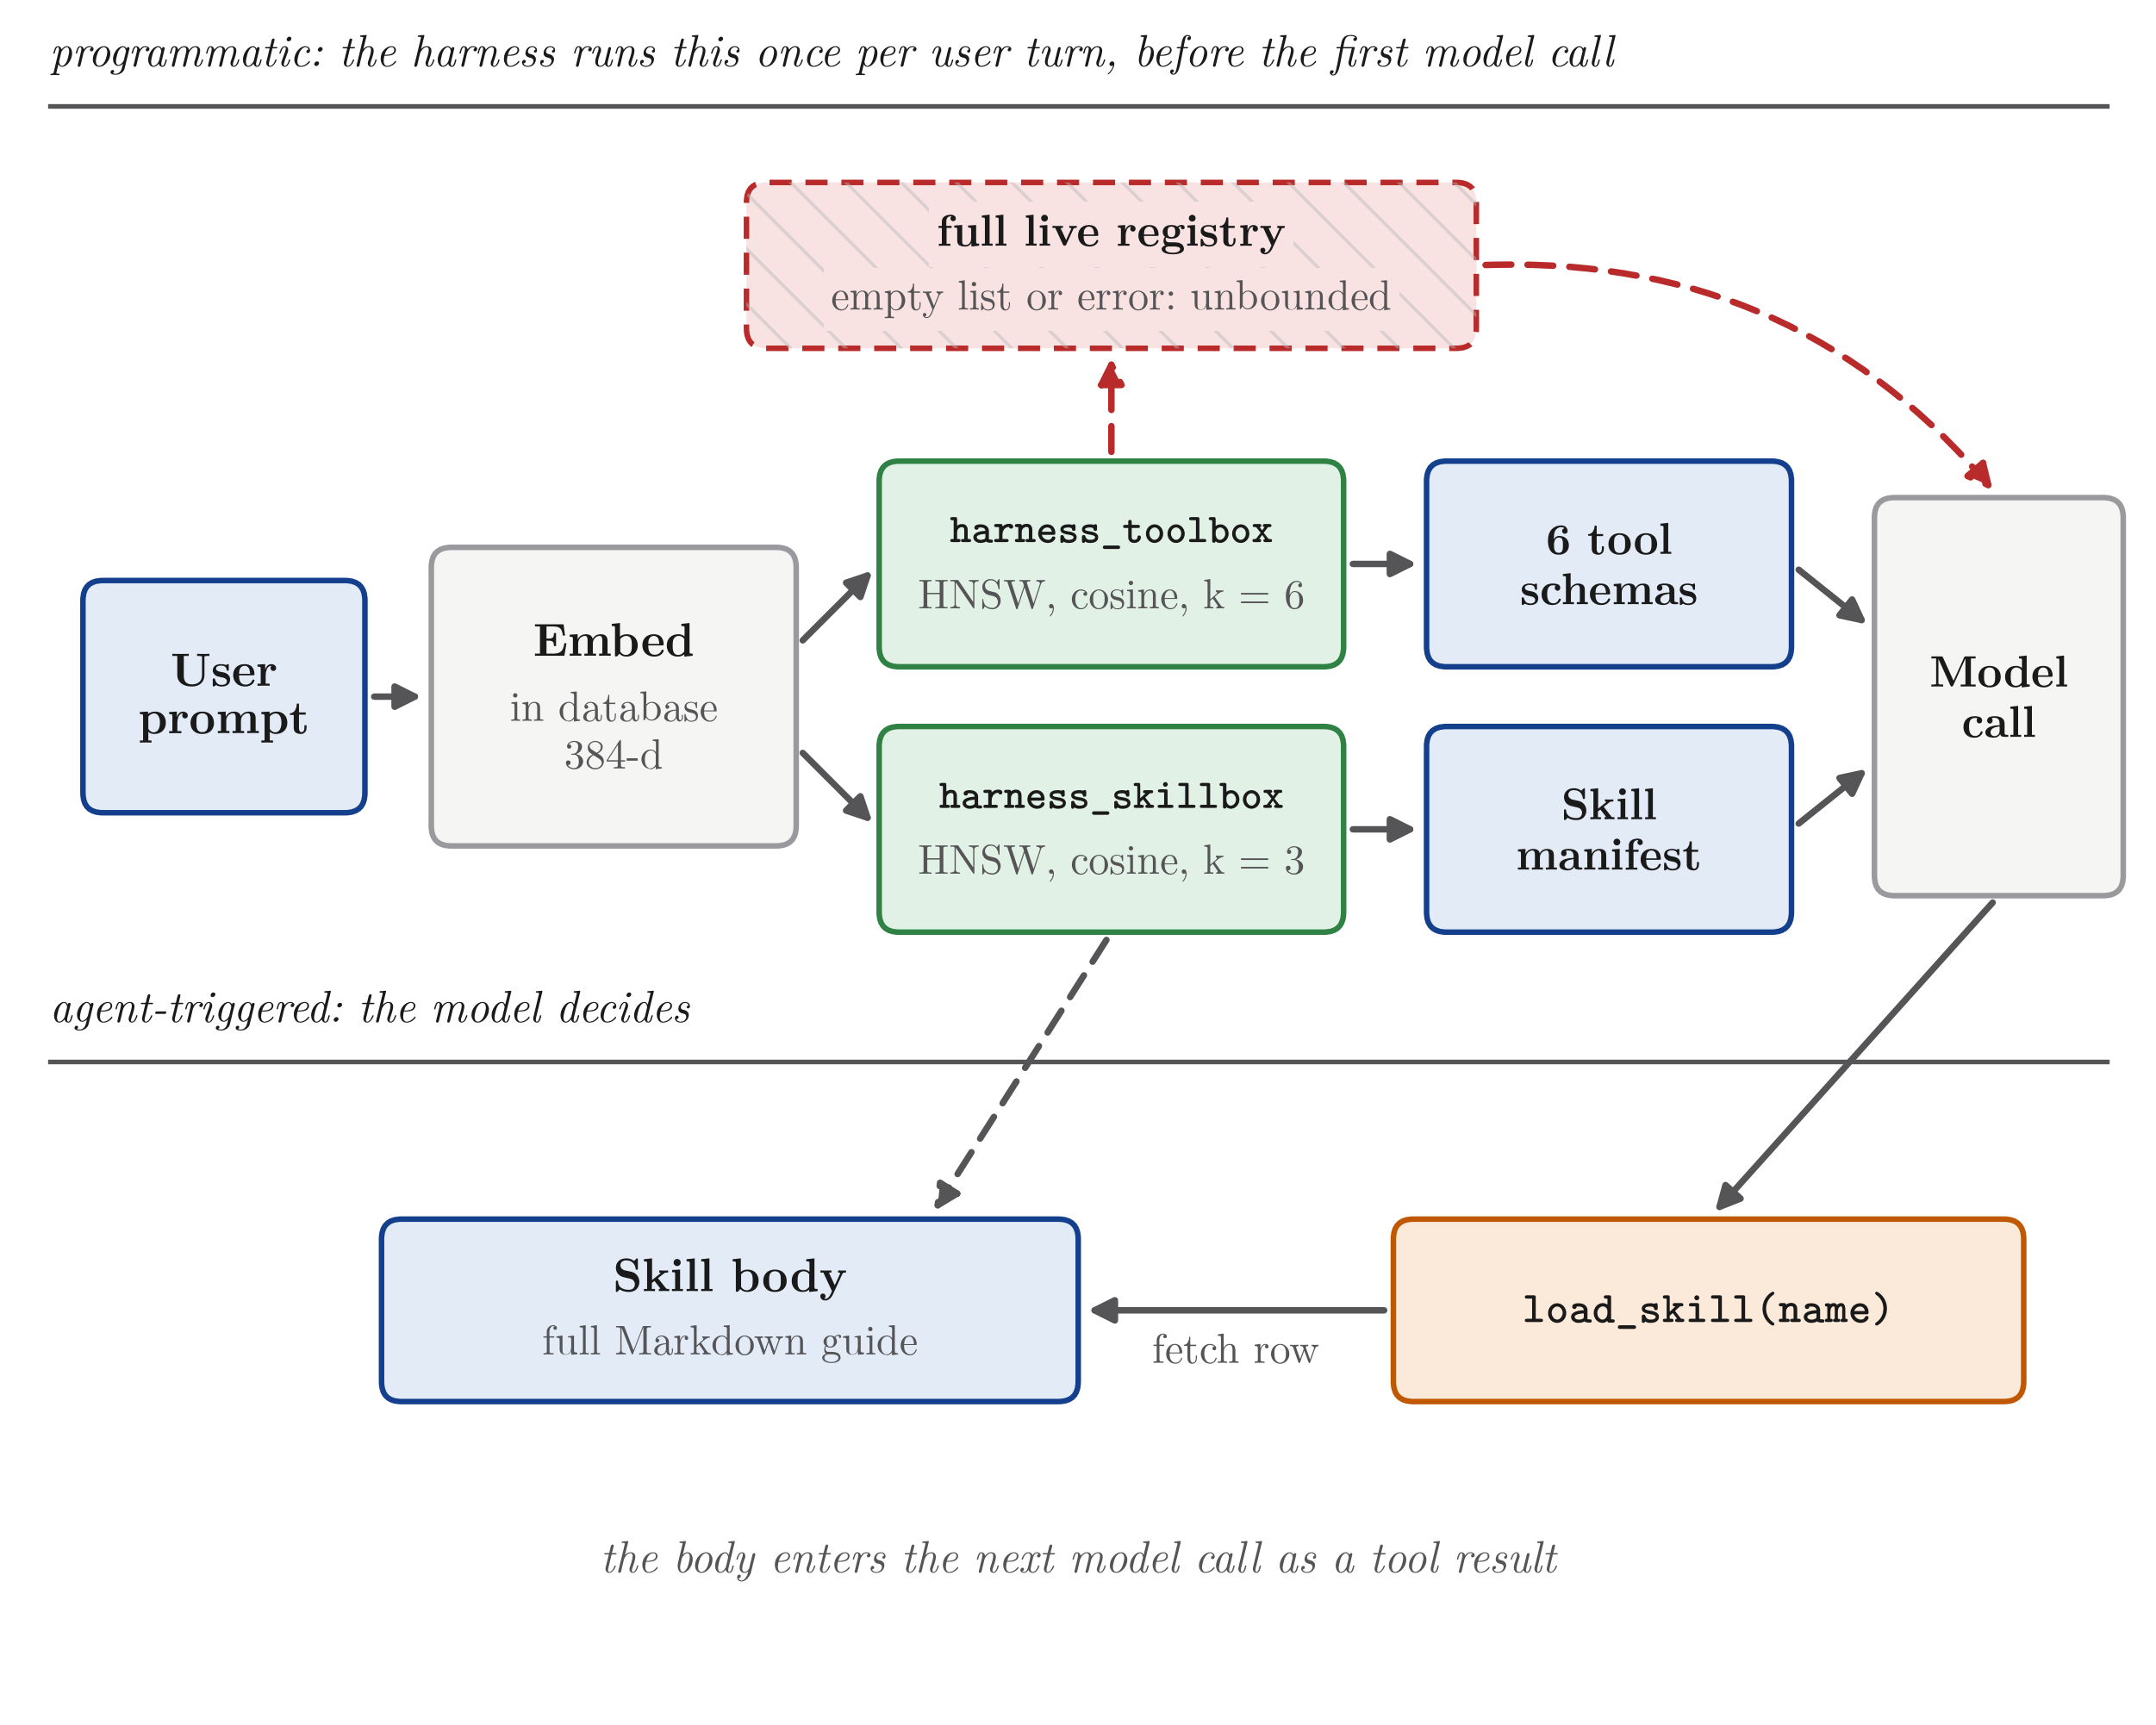 programmatic: the harness runs this once per user turn, before the first model call
full live registry
empty list or error: unbounded
User
prompt
Embed
in database
384-d
harness_toolbox
HNSW, cosine, k = 6
6 tool
schemas
harness_skillbox
HNSW, cosine, k = 3
Skill
manifest
Model
call
agent-triggered: the model decides
Skill body
full Markdown guide
fetch row
load_skill(name)
the body enters the next model call as a tool result